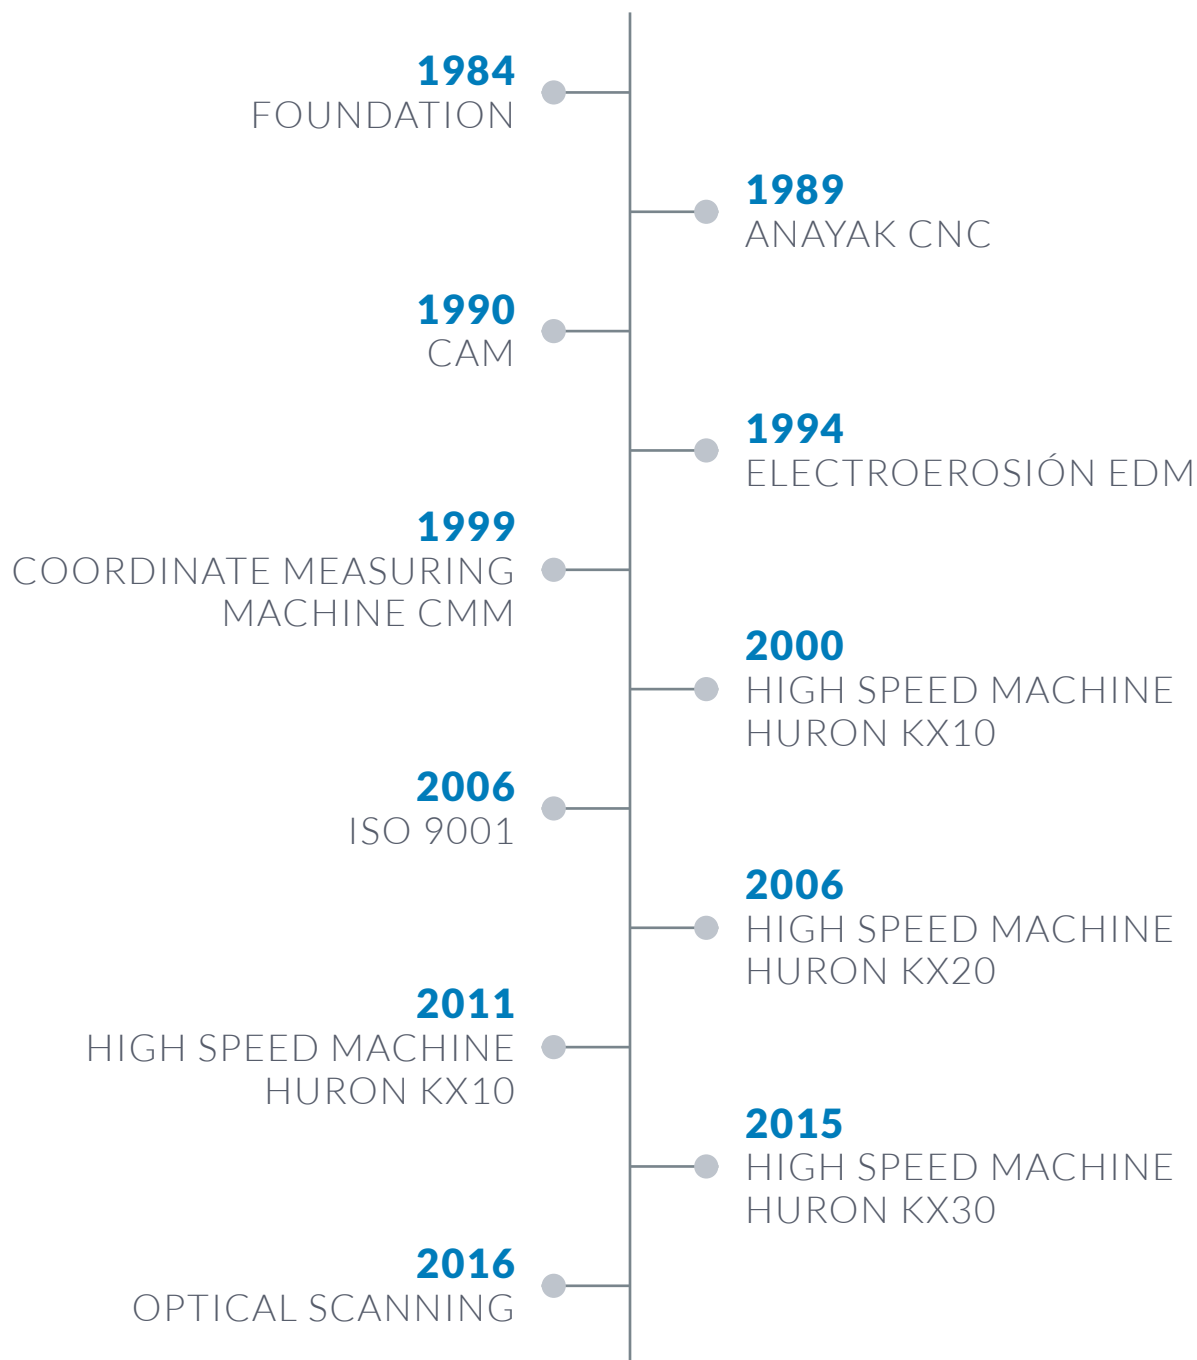 1984
FOUNDATION
1989
ANAYAK CNC
1990
CAM
1994
ELECTROEROSIÓN EDM
1999
COORDINATE MEASURING
MACHINE CMM
2000
HIGH SPEED MACHINE
HURON KX10
2006
ISO 9001
2006
HIGH SPEED MACHINE
HURON KX20
2011
HIGH SPEED MACHINE
HURON KX10
2015
HIGH SPEED MACHINE
HURON KX30
2016
OPTICAL SCANNING